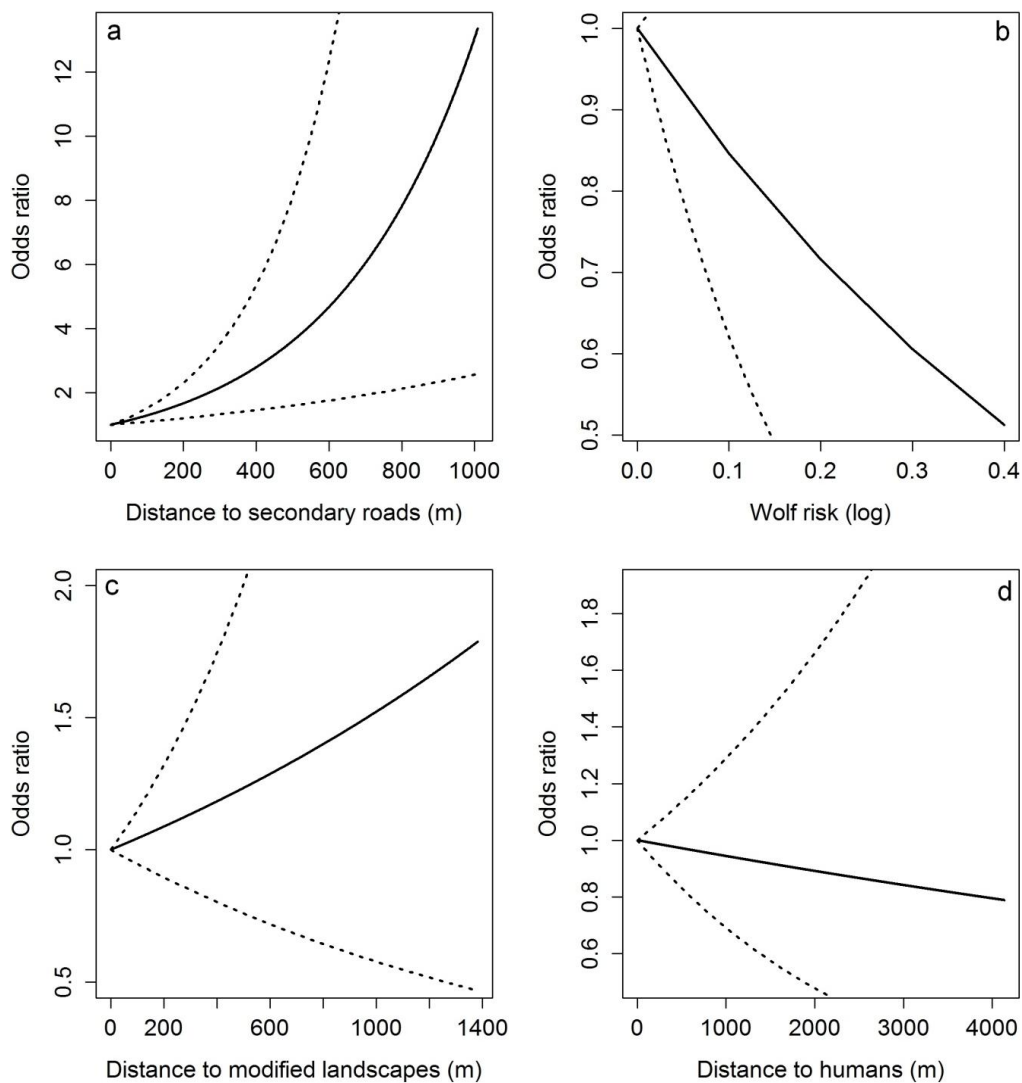 a
Odds ratio
2 4 6 8 10 12
0 200 400 600 800 1000
Distance to secondary roads (m)
b
Odds ratio
0.5 0.6 0.7 0.8 0.9 1.0
0.0 0.1 0.2 0.3 0.4
Wolf risk (log)
c
Odds ratio
0.5 1.0 1.5 2.0
0 200 600 1000 1400
Distance to modified landscapes (m)
d
Odds ratio
0.6 0.8 1.0 1.2 1.4 1.6 1.8
0 1000 2000 3000 4000
Distance to humans (m)